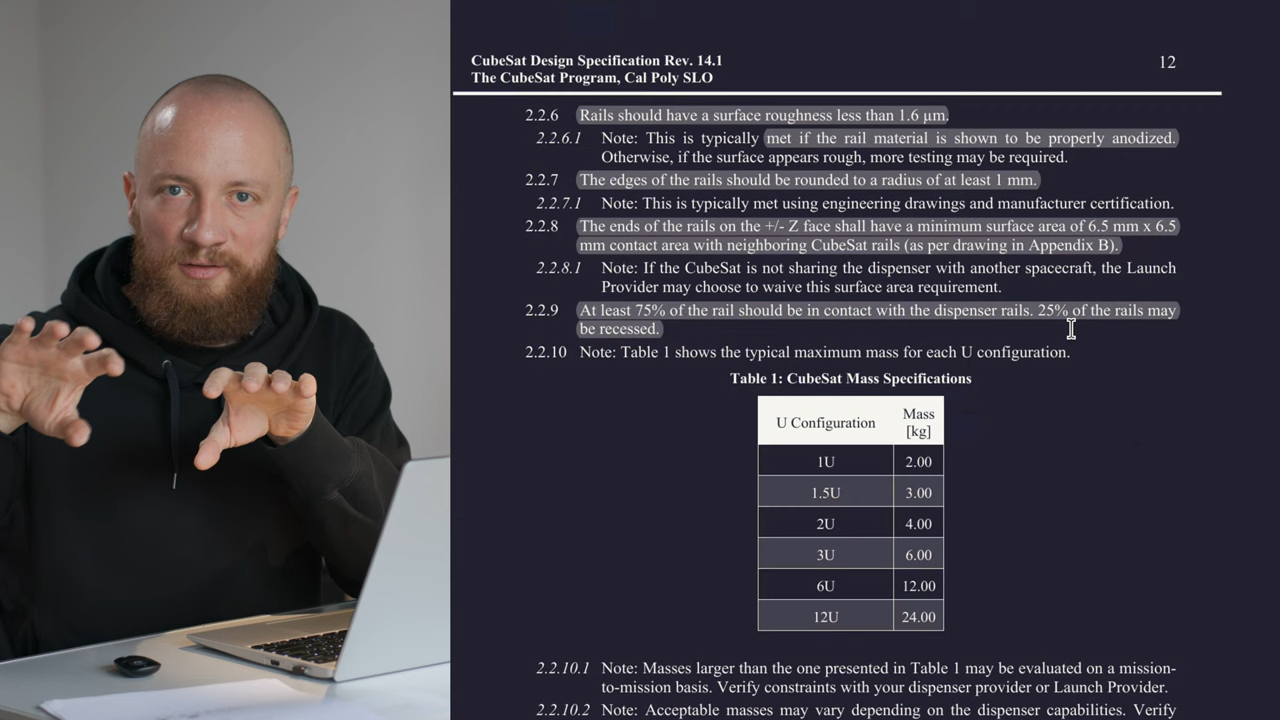 CubeSat Design Specification Rev. 14.1
The CubeSat Program, Cal Poly SLO
12
2.2.6 Rails should have a surface roughness less than 1.6 µm.
2.2.6.1 Note: This is typically met if the rail material is shown to be properly anodized.
Otherwise, if the surface appears rough, more testing may be required.
2.2.7 The edges of the rails should be rounded to a radius of at least 1 mm.
2.2.7.1 Note: This is typically met using engineering drawings and manufacturer certification.
2.2.8 The ends of the rails on the +/- Z face shall have a minimum surface area of 6.5 mm x 6.5
mm contact area with neighboring CubeSat rails (as per drawing in Appendix B).
2.2.8.1 Note: If the CubeSat is not sharing the dispenser with another spacecraft, the Launch
Provider may choose to waive this surface area requirement.
2.2.9 At least 75% of the rail should be in contact with the dispenser rails. 25% of the rails may
be recessed.
2.2.10 Note: Table 1 shows the typical maximum mass for each U configuration.
Table 1: CubeSat Mass Specifications
U Configuration Mass
[kg]
1U 2.00
1.5U 3.00
2U 4.00
3U 6.00
6U 12.00
12U 24.00
2.2.10.1 Note: Masses larger than the one presented in Table 1 may be evaluated on a mission-
to-mission basis. Verify constraints with your dispenser provider or Launch Provider.
2.2.10.2 Note: Acceptable masses may vary depending on the dispenser capabilities. Verify